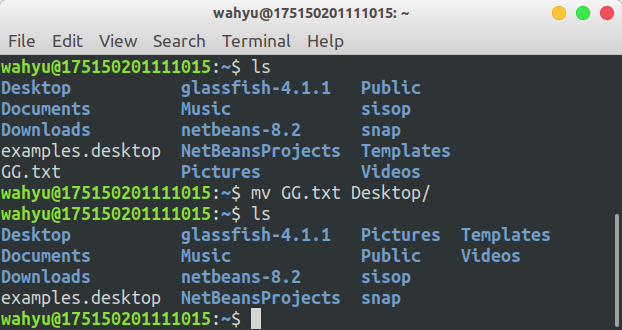 wahyu@175150201111015: ~
File Edit View Search Terminal Help
wahyu@175150201111015:~$ ls
Desktop glassfish-4.1.1 Public
Documents Music sisop
Downloads netbeans-8.2 snap
examples.desktop NetBeansProjects Templates
GG.txt Pictures Videos
wahyu@175150201111015:~$ mv GG.txt Desktop/
wahyu@175150201111015:~$ ls
Desktop glassfish-4.1.1 Pictures Templates
Documents Music Public Videos
Downloads netbeans-8.2 sisop
examples.desktop NetBeansProjects snap
wahyu@175150201111015:~$